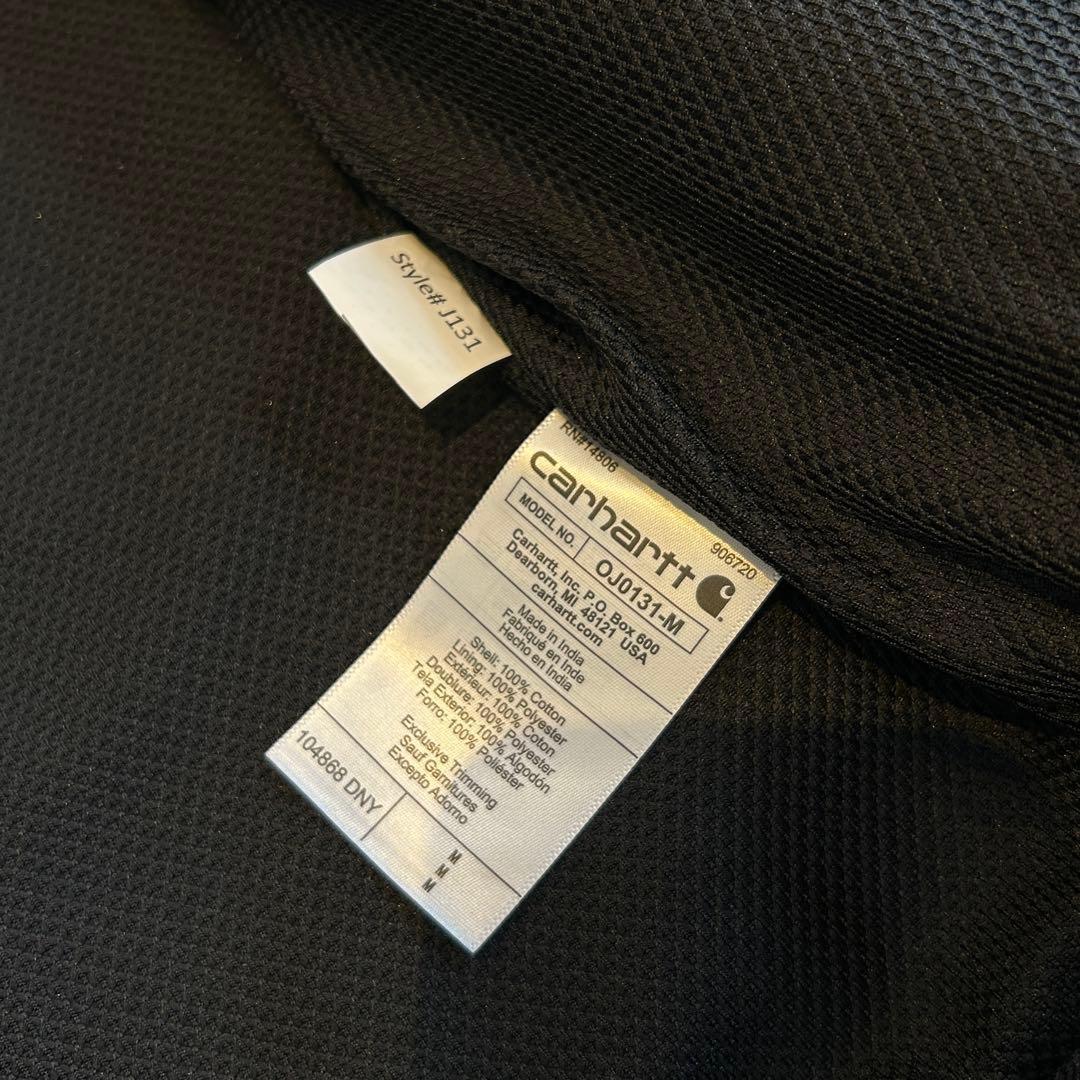 Style# J131
RN#14806
906720
carhartt
MODEL NO. OJ0131-M
Carhartt, Inc. P.O. Box 600
Dearborn, MI 48121 USA
carhartt.com
Made in India
Fabriqué en Inde
Hecho en India
Shell: 100% Cotton
Lining: 100% Polyester
Extérieur: 100% Coton
Doublure: 100% Polyester
Tela Exterior: 100% Algodón
Forro: 100% Poliéster
Exclusive Trimming
Sauf Garnitures
Excepto Adorno
104868 DNY
M
M
M